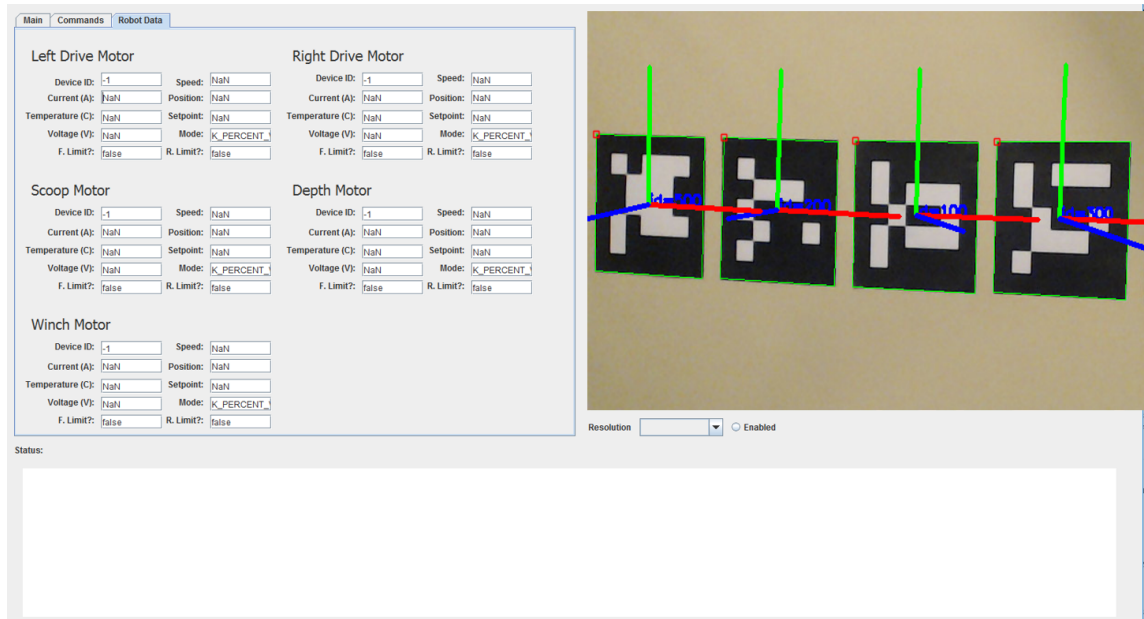 Main Commands Robot Data
Left Drive Motor
Device ID: -1 Speed: NaN
Current (A): NaN Position: NaN
Temperature (C): NaN Setpoint: NaN
Voltage (V): NaN Mode: K_PERCENT_
F. Limit?: false R. Limit?: false
Right Drive Motor
Device ID: -1 Speed: NaN
Current (A): NaN Position: NaN
Temperature (C): NaN Setpoint: NaN
Voltage (V): NaN Mode: K_PERCENT_
F. Limit?: false R. Limit?: false
Scoop Motor
Device ID: -1 Speed: NaN
Current (A): NaN Position: NaN
Temperature (C): NaN Setpoint: NaN
Voltage (V): NaN Mode: K_PERCENT_
F. Limit?: false R. Limit?: false
Depth Motor
Device ID: -1 Speed: NaN
Current (A): NaN Position: NaN
Temperature (C): NaN Setpoint: NaN
Voltage (V): NaN Mode: K_PERCENT_
F. Limit?: false R. Limit?: false
Winch Motor
Device ID: -1 Speed: NaN
Current (A): NaN Position: NaN
Temperature (C): NaN Setpoint: NaN
Voltage (V): NaN Mode: K_PERCENT_
F. Limit?: false R. Limit?: false
id=200 id=100
Resolution Enabled
Status: